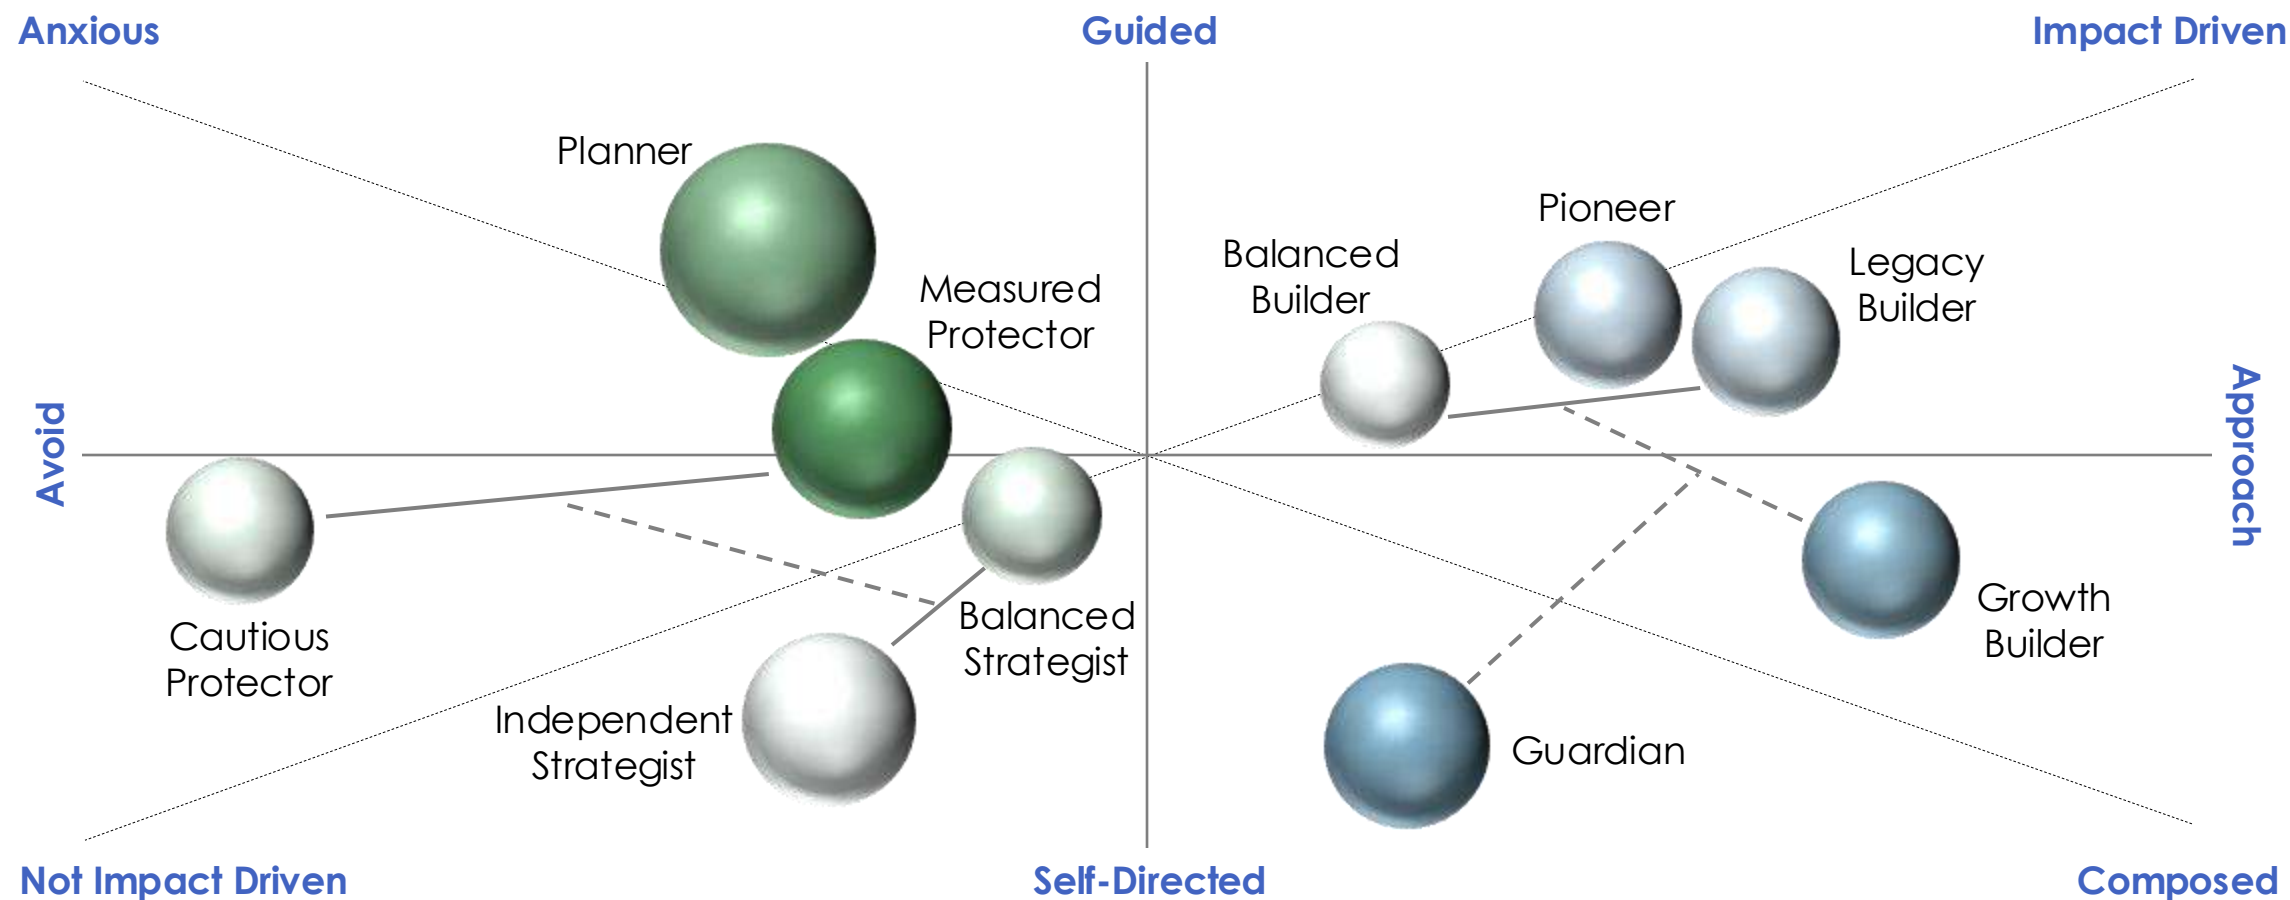 Anxious
Guided
Impact Driven
Planner
Pioneer
Balanced
Builder
Legacy
Builder
Measured
Protector
Avoid
Approach
Cautious
Protector
Balanced
Strategist
Growth
Builder
Independent
Strategist
Guardian
Not Impact Driven
Self-Directed
Composed